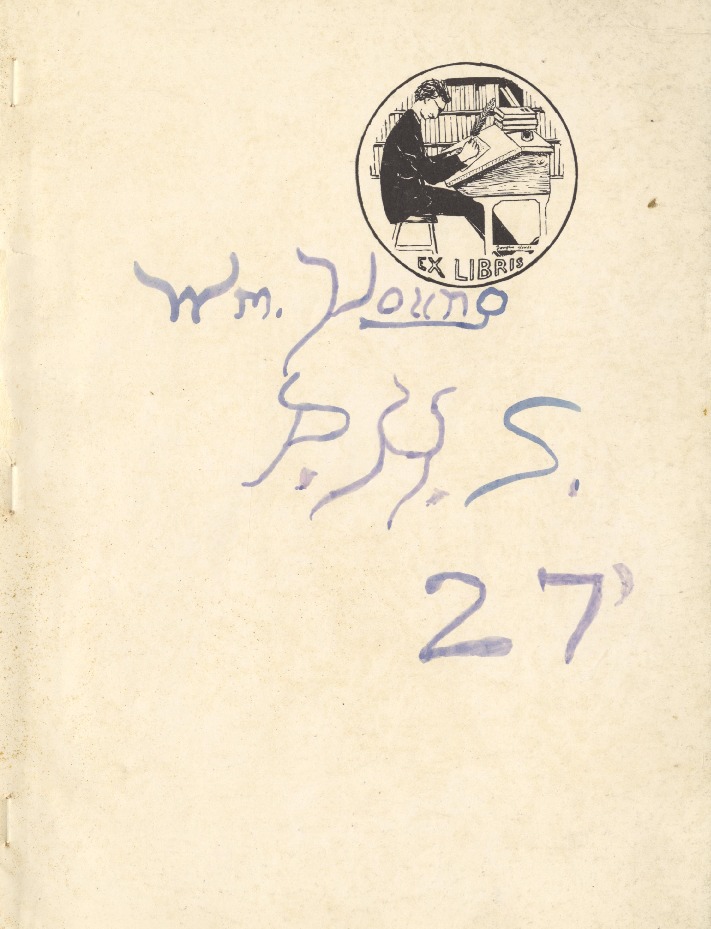 EX LIBRIS
Wm. Young
P. H. S.
27'